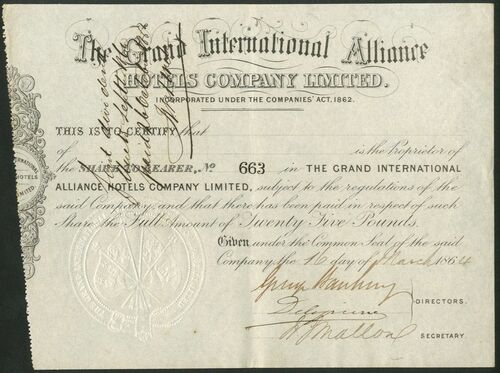 The Grand International Alliance
HOTELS COMPANY LIMITED.
INCORPORATED UNDER THE COMPANIES' ACT, 1862.
THIS IS TO CERTIFY that
of is the Proprietor of
the SHARE TO BEARER, No 663 in THE GRAND INTERNATIONAL
ALLIANCE HOTELS COMPANY LIMITED, subject to the regulations of the
said Company, and that there has been paid in respect of such
Share the Full Amount of Twenty Five Pounds.
Given under the Common Seal of the said
Company, the 16 day of March 1864
DIRECTORS.
SECRETARY.